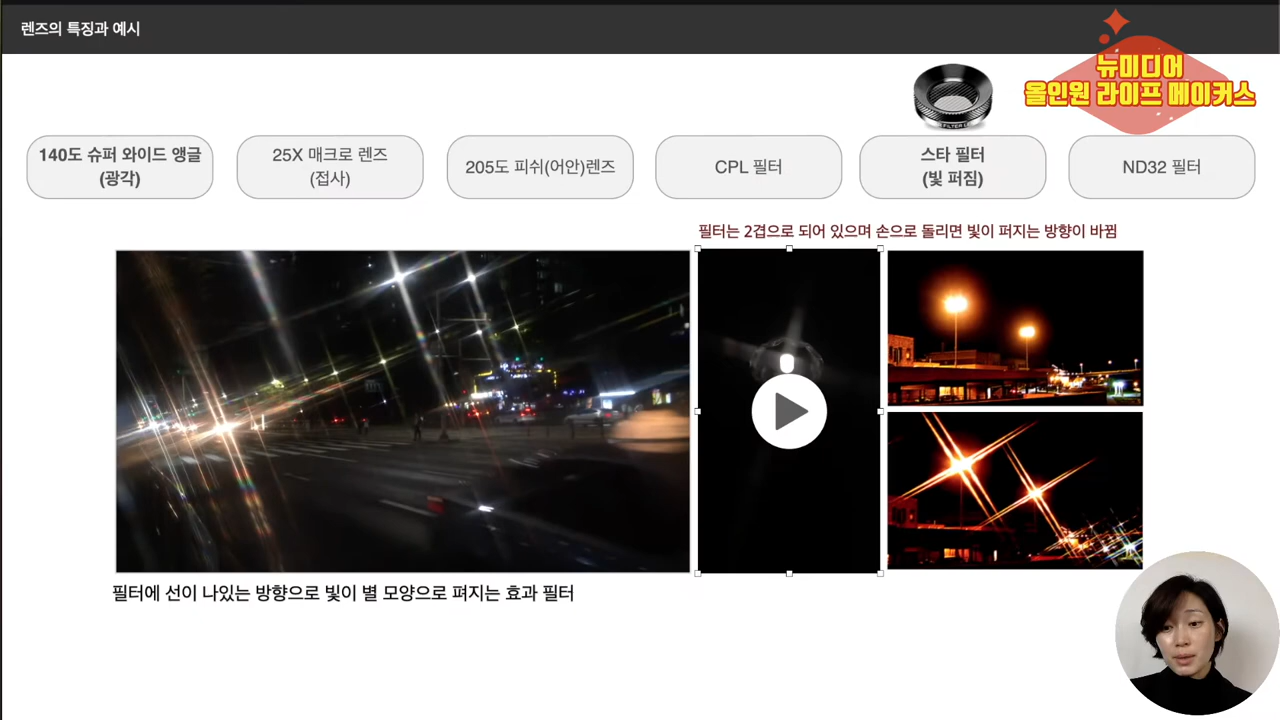 렌즈의 특징과 예시
뉴미디어
올인원 라이프 메이커스
FILTER
140도 슈퍼 와이드 앵글
(광각)
25X 매크로 렌즈
(접사)
205도 피쉬(어안)렌즈
CPL 필터
스타 필터
(빛 퍼짐)
ND32 필터
필터는 2겹으로 되어 있으며 손으로 돌리면 빛이 퍼지는 방향이 바뀜
필터에 선이 나있는 방향으로 빛이 별 모양으로 펴지는 효과 필터